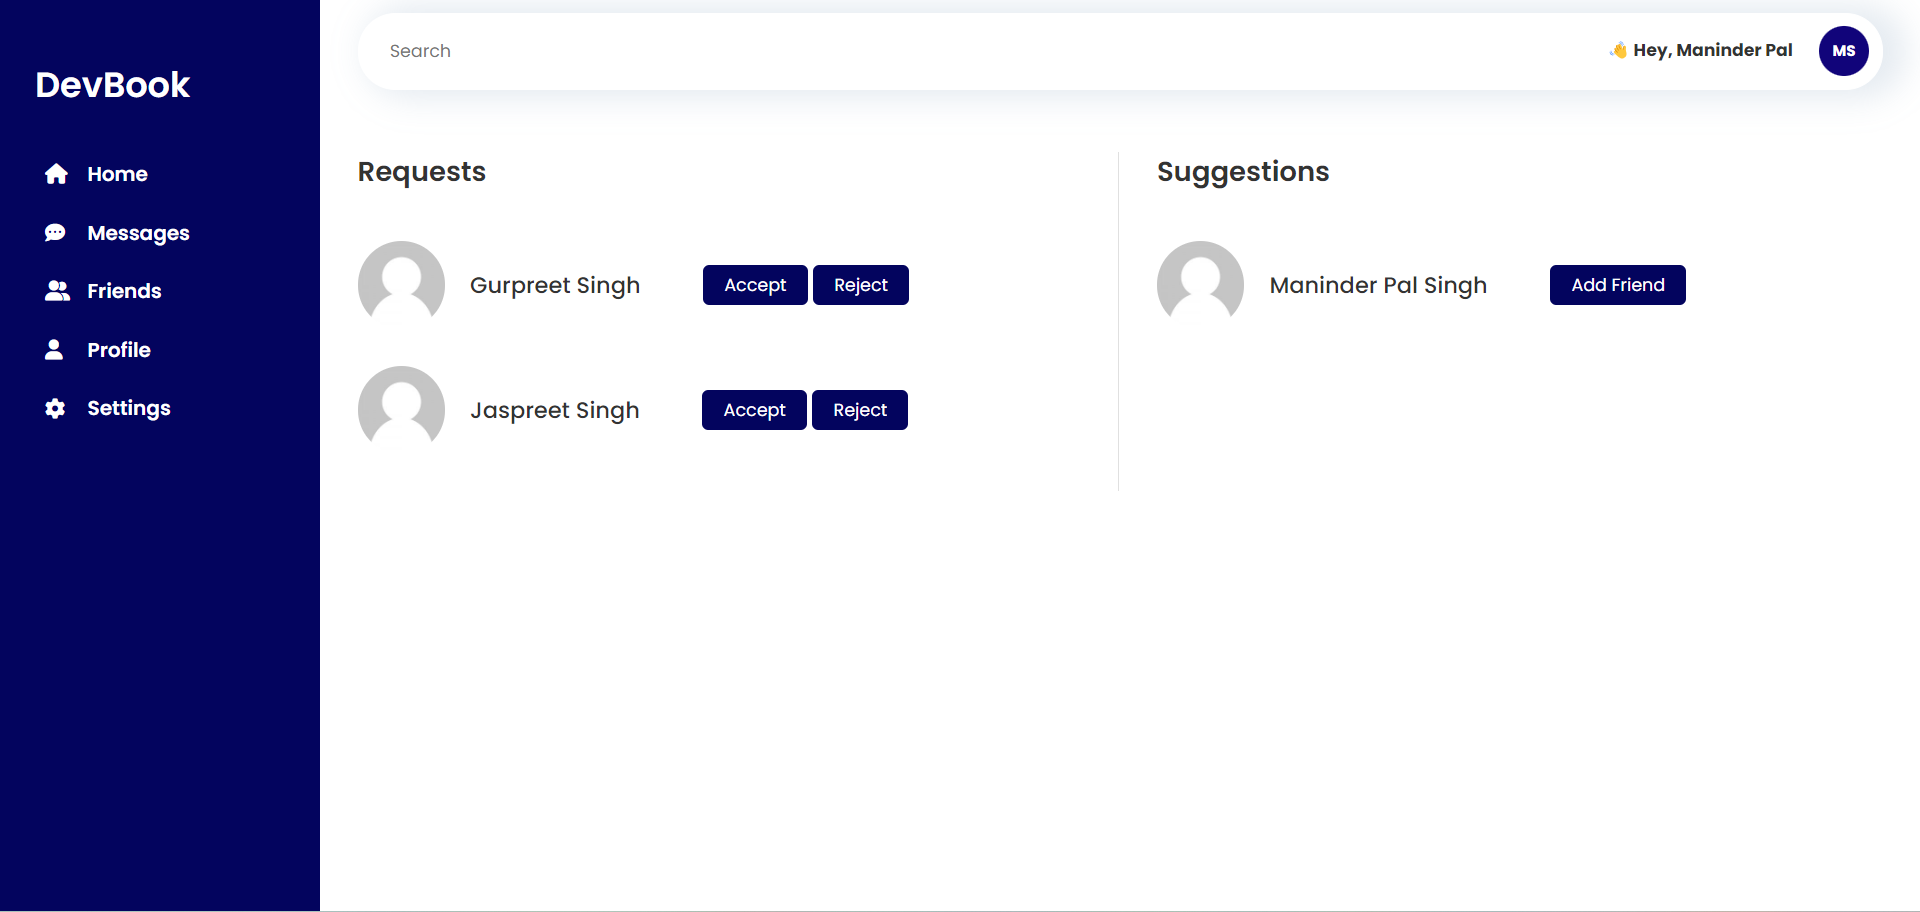 DevBook
Home
Messages
Friends
Profile
Settings
Search
👋 Hey, Maninder Pal
MS
Requests
Gurpreet Singh Accept Reject
Jaspreet Singh Accept Reject
Suggestions
Maninder Pal Singh Add Friend